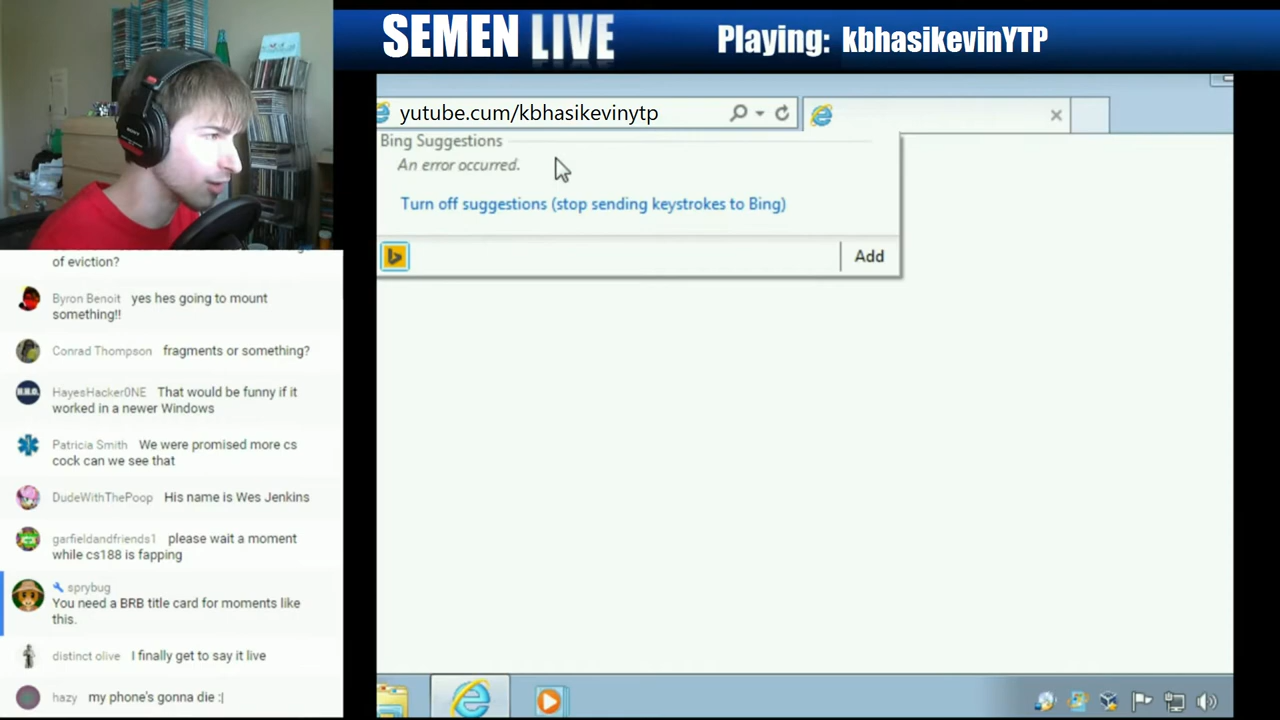 SEMEN LIVE
Playing: kbhasikevinYTP
yutube.cum/kbhasikevinytp
Bing Suggestions
An error occurred.
Turn off suggestions (stop sending keystrokes to Bing)
Add
of eviction?
Byron Benoit yes hes going to mount
something!!
Conrad Thompson fragments or something?
HayesHacker0NE That would be funny if it
worked in a newer Windows
Patricia Smith We were promised more cs
cock can we see that
DudeWithThePoop His name is Wes Jenkins
garfieldandfriends1 please wait a moment
while cs188 is fapping
sprybug
You need a BRB title card for moments like
this.
distinct olive I finally get to say it live
hazy my phone's gonna die :|